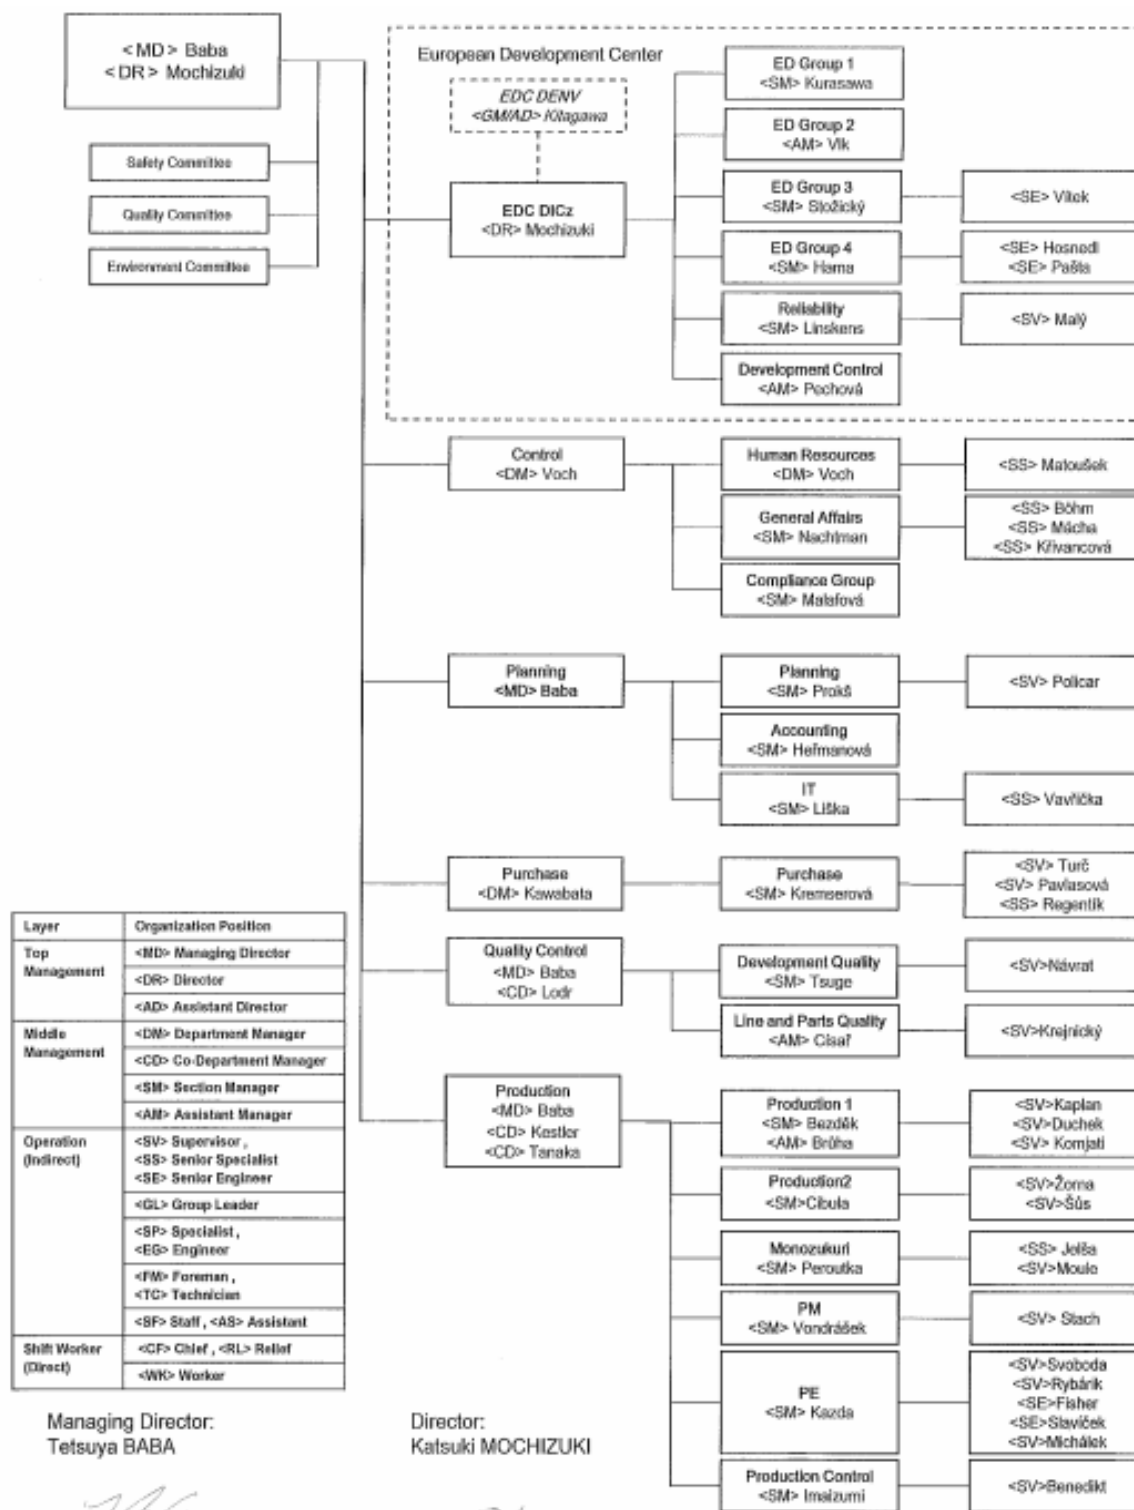 <MD> Baba
<DR> Mochizuki
Safety Committee
Quality Committee
Environment Committee
European Development Center
EDC DENV
<GM/AD> Kitagawa
EDC DICz
<DR> Mochizuki
ED Group 1
<SM> Kurasawa
ED Group 2
<AM> Vlk
ED Group 3
<SM> Stožický
<SE> Vítek
ED Group 4
<SM> Hama
<SE> Hosnedl
<SE> Pašta
Reliability
<SM> Linskens
<SV> Malý
Development Control
<AM> Pechová
Control
<DM> Voch
Human Resources
<DM> Voch
<SS> Matoušek
General Affairs
<SM> Nachtman
<SS> Böhm
<SS> Mácha
<SS> Křivancová
Compliance Group
<SM> Malafová
Planning
<MD> Baba
Planning
<SM> Prokš
<SV> Policar
Accounting
<SM> Heřmanová
IT
<SM> Liška
<SS> Vavřička
Purchase
<DM> Kawabata
Purchase
<SM> Kremserová
<SV> Turč
<SV> Pavlasová
<SS> Regentík
Quality Control
<MD> Baba
<CD> Lodr
Development Quality
<SM> Tsuge
<SV>Návrat
Line and Parts Quality
<AM> Císař
<SV>Krejnický
Production
<MD> Baba
<CD> Kestler
<CD> Tanaka
Production 1
<SM> Bezděk
<AM> Brůha
<SV>Kaplan
<SV>Duchek
<SV> Komjati
Production2
<SM>Cibula
<SV>Žorna
<SV>Šůs
Monozukuri
<SM> Peroutka
<SS> Jelša
<SV>Moule
PM
<SM> Vondrášek
<SV> Stach
PE
<SM> Kazda
<SV>Svoboda
<SV>Rybárik
<SE>Fisher
<SE>Slavíček
<SV>Michálek
Production Control
<SM> Imaizumi
<SV>Benedikt
Layer Organization Position
Top Management
<MD> Managing Director
<DR> Director
<AD> Assistant Director
Middle Management
<DM> Department Manager
<CD> Co-Department Manager
<SM> Section Manager
<AM> Assistant Manager
Operation (Indirect)
<SV> Supervisor ,
<SS> Senior Specialist
<SE> Senior Engineer
<GL> Group Leader
<SP> Specialist ,
<EG> Engineer
<FM> Foreman ,
<TC> Technician
<SF> Staff , <AS> Assistant
Shift Worker (Direct)
<CF> Chief , <RL> Relief
<WK> Worker
Managing Director:
Tetsuya BABA
Director:
Katsuki MOCHIZUKI